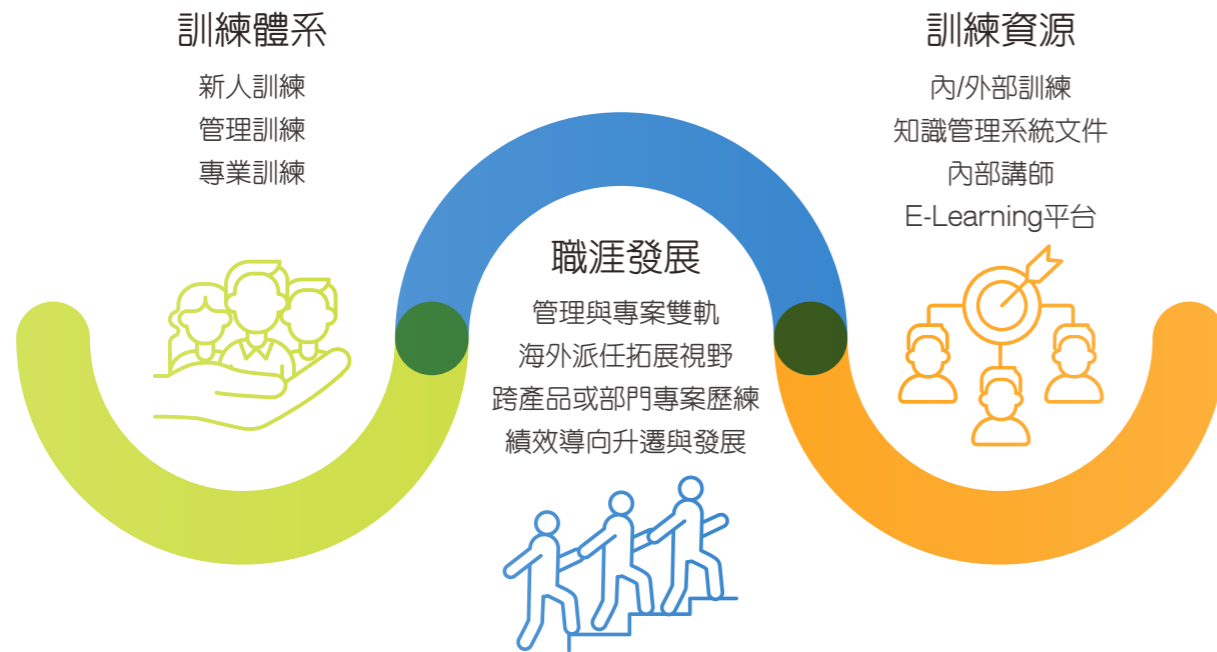 訓練體系
新人訓練
管理訓練
專業訓練
職涯發展
管理與專案雙軌
海外派任拓展視野
跨產品或部門專案歷練
績效導向升遷與發展
訓練資源
內/外部訓練
知識管理系統文件
內部講師
E-Learning平台